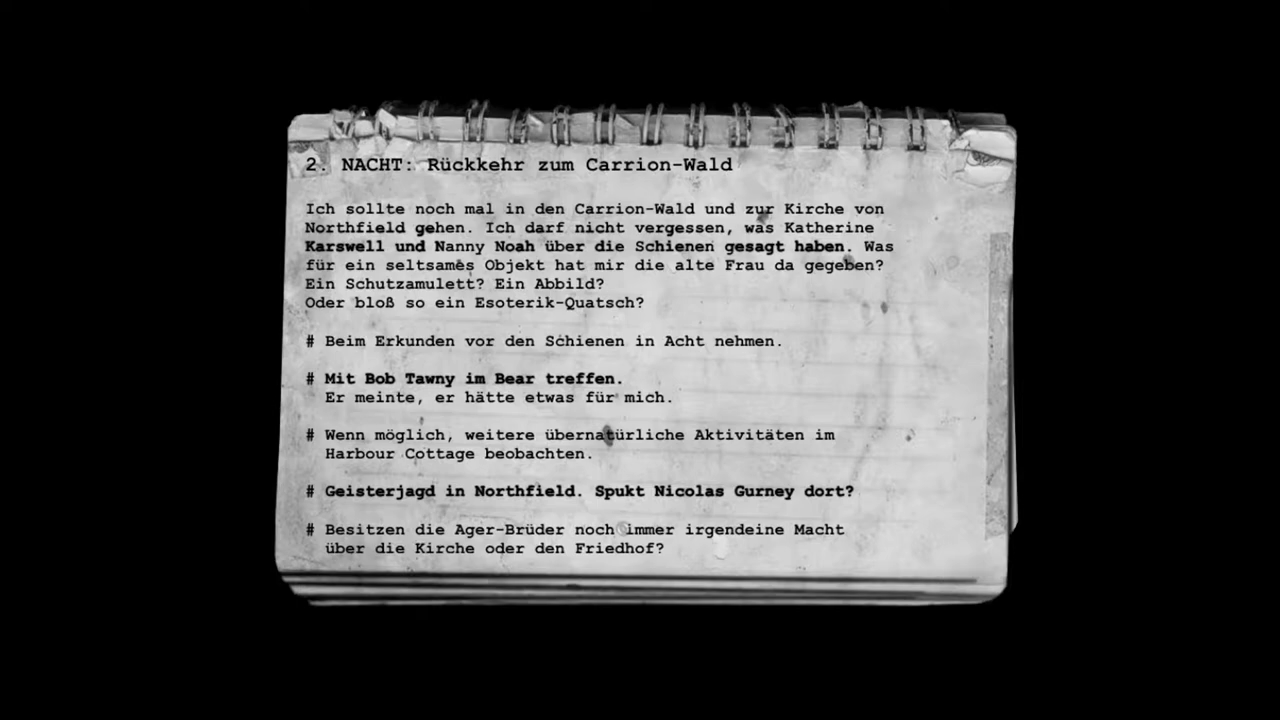 2. NACHT: Rückkehr zum Carrion-Wald
Ich sollte noch mal in den Carrion-Wald und zur Kirche von
Northfield gehen. Ich darf nicht vergessen, was Katherine
Karswell und Nanny Noah über die Schienen gesagt haben. Was
für ein seltsames Objekt hat mir die alte Frau da gegeben?
Ein Schutzamulett? Ein Abbild?
Oder bloß so ein Esoterik-Quatsch?
# Beim Erkunden vor den Schienen in Acht nehmen.
# Mit Bob Tawny im Bear treffen.
Er meinte, er hätte etwas für mich.
# Wenn möglich, weitere übernatürliche Aktivitäten im
Harbour Cottage beobachten.
# Geisterjagd in Northfield. Spukt Nicolas Gurney dort?
# Besitzen die Ager-Brüder noch immer irgendeine Macht
über die Kirche oder den Friedhof?